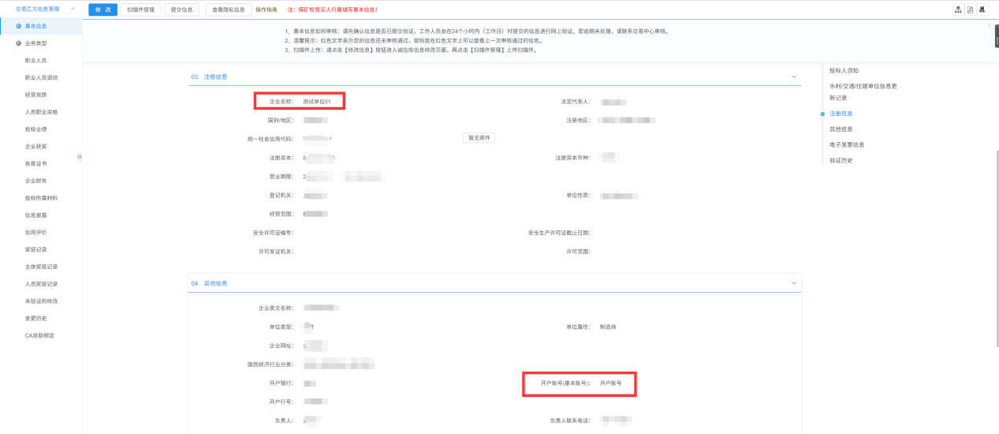 交易乙方信息管理
修 改
扫描件管理
提交信息
查看隐私信息
操作指南
注：探矿权竞买人只需填写基本信息！
基本信息
业务类型
职业人员
职业人员调动
经营资质
人员职业资格
投标业绩
企业获奖
各类证书
企业财务
投标所需材料
信息披露
信用评价
奖惩记录
主体奖惩记录
人员奖惩记录
未验证的修改
变更历史
CA自助绑定
1、基本信息如何审核：请先确认信息是否已提交验证，工作人员会在24个小时内（工作日）对提交的信息进行网上验证。若逾期未处理，请联系交易中心审核。
2、温馨提示：红色文字表示您的信息还未审核通过，鼠标放在红色文字上可以查看上一次审核通过的信息。
3、扫描件上传：请点击【修改信息】按钮进入诚信库信息修改页面，再点击【扫描件管理】上传扫描件。
03 注册信息
企业名称： 测试单位01
法定代表人：
国别/地区：
注册地区：
统一社会信用代码：
暂无原件
注册资本：
注册资本币种：
营业期限：
登记机关：
单位性质：
经营范围：
安全许可证编号：
安全生产许可证截止日期：
许可发证机关：
许可范围：
04 其他信息
企业英文名称：
单位类型：
单位属性： 制造商
企业网址：
国民经济行业分类：
开户银行：
开户账号(基本账号)： 开户账号
开户行号：
负责人：
负责人联系电话：
投标人须知
水利/交通/住建单位信息更
新记录
注册信息
其他信息
电子发票信息
验证历史